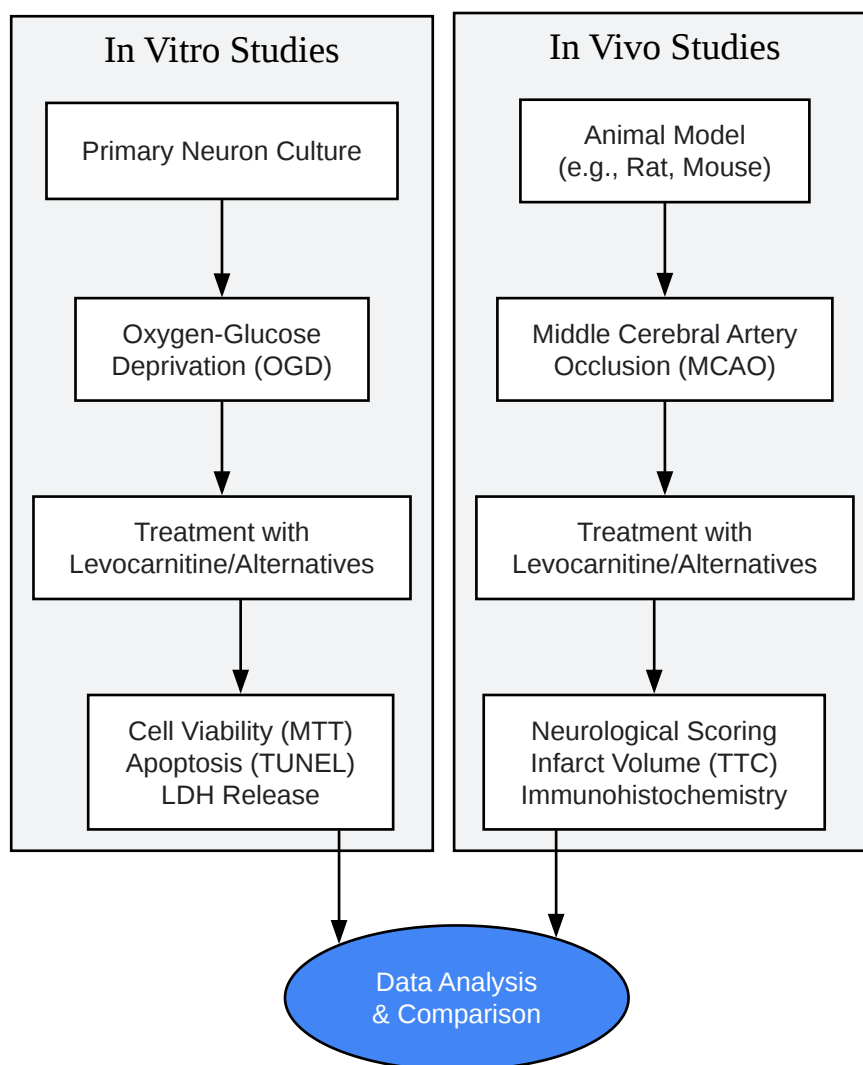 In Vitro Studies
Primary Neuron Culture
Oxygen-Glucose
Deprivation (OGD)
Treatment with
Levocarnitine/Alternatives
Cell Viability (MTT)
Apoptosis (TUNEL)
LDH Release
In Vivo Studies
Animal Model
(e.g., Rat, Mouse)
Middle Cerebral Artery
Occlusion (MCAO)
Treatment with
Levocarnitine/Alternatives
Neurological Scoring
Infarct Volume (TTC)
Immunohistochemistry
Data Analysis
& Comparison